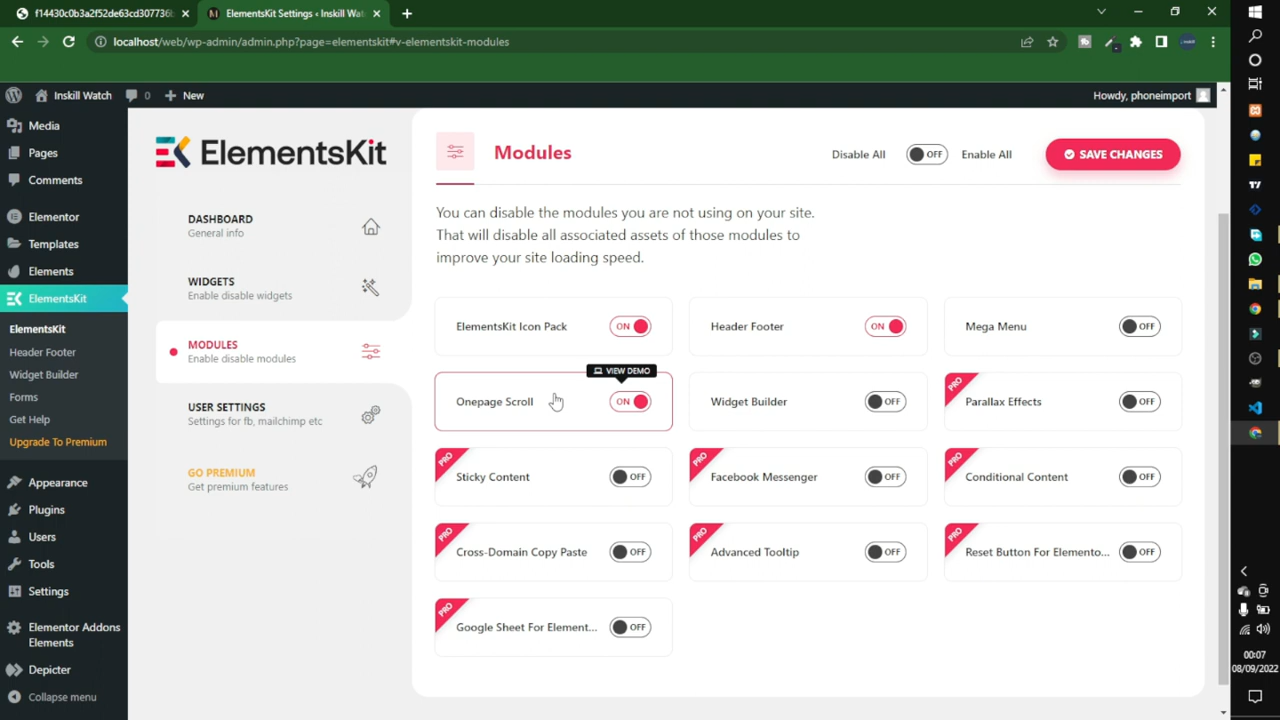 f14430c0b3a2f52de63cd307736b
ElementsKit Settings ‹ Inskill Wat
localhost/web/wp-admin/admin.php?page=elementskit#v-elementskit-modules
Inskill Watch
0
New
Howdy, phoneimport
Media
Pages
Comments
Elementor
Templates
Elements
ElementsKit
ElementsKit
Header Footer
Widget Builder
Forms
Get Help
Upgrade To Premium
Appearance
Plugins
Users
Tools
Settings
Elementor Addons
Elements
Depicter
Collapse menu
ElementsKit
DASHBOARD
General info
WIDGETS
Enable disable widgets
MODULES
Enable disable modules
USER SETTINGS
Settings for fb, mailchimp etc
GO PREMIUM
Get premium features
Modules
Disable All
OFF
Enable All
SAVE CHANGES
You can disable the modules you are not using on your site.
That will disable all associated assets of those modules to
improve your site loading speed.
ElementsKit Icon Pack ON
Header Footer ON
Mega Menu OFF
VIEW DEMO
Onepage Scroll ON
Widget Builder OFF
PRO Parallax Effects OFF
PRO Sticky Content OFF
PRO Facebook Messenger OFF
PRO Conditional Content OFF
PRO Cross-Domain Copy Paste OFF
PRO Advanced Tooltip OFF
PRO Reset Button For Elemento... OFF
PRO Google Sheet For Element... OFF
00:07
08/09/2022